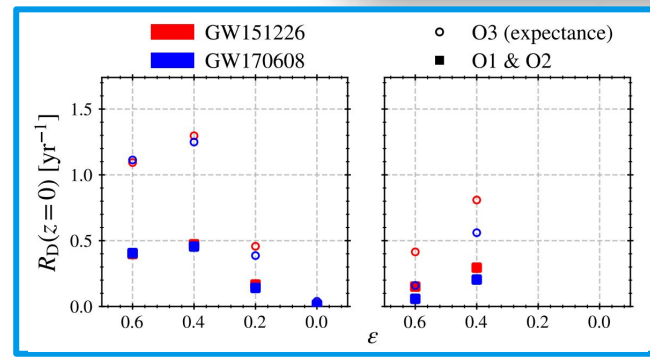 GW151226
GW170608
O3 (expectance)
O1 & O2
R_D(z=0) [yr⁻¹]
1.5
1.0
0.5
0.0
0.6 0.4 0.2 0.0
0.6 0.4 0.2 0.0
ε